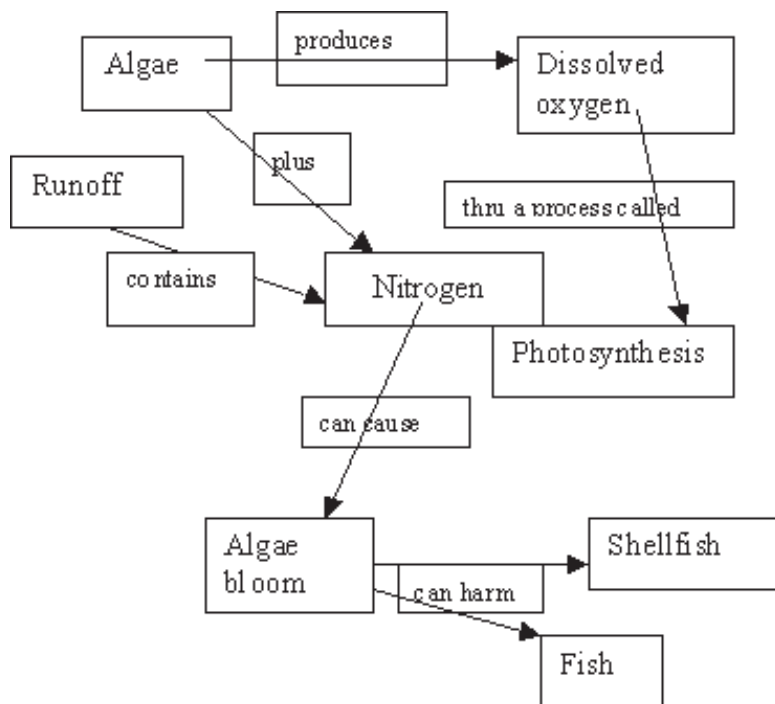 produces
Algae
Dissolved
oxygen
plus
Runoff
thru a process called
contains
Nitrogen
Photosynthesis
can cause
Algae
bloom
Shellfish
can harm
Fish